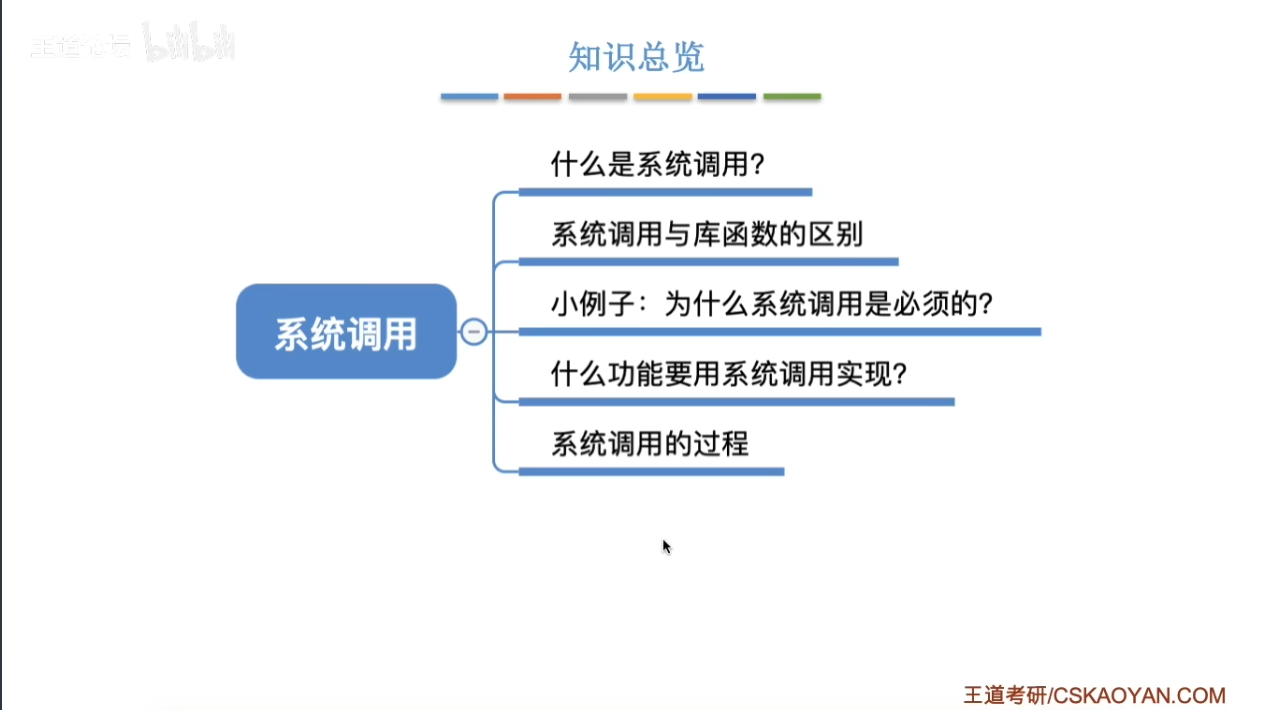 王道论坛 bilibili
知识总览
什么是系统调用?
系统调用与库函数的区别
小例子：为什么系统调用是必须的?
什么功能要用系统调用实现?
系统调用的过程
系统调用
王道考研/CSKAOYAN.COM